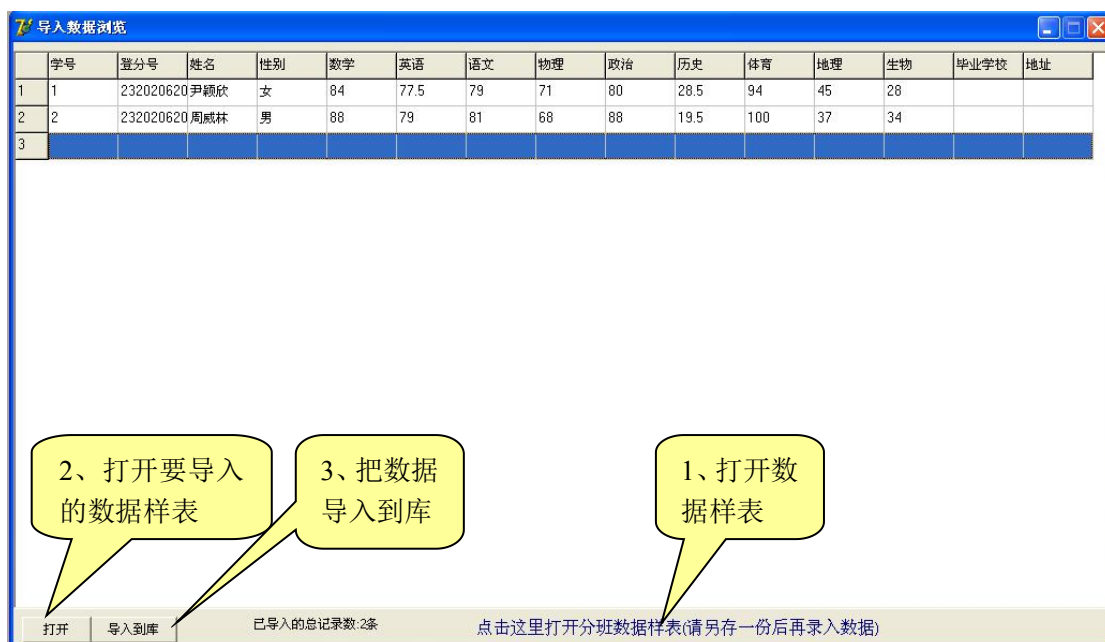 导入数据浏览
学号 登分号 姓名 性别 数学 英语 语文 物理 政治 历史 体育 地理 生物 毕业学校 地址
1 1 232020620 尹颖欣 女 84 77.5 79 71 80 28.5 94 45 28
2 2 232020620 周威林 男 88 79 81 68 88 19.5 100 37 34
3
2、打开要导入
的数据样表
3、把数据
导入到库
1、打开数
据样表
打开 导入到库 已导入的总记录数:2条 点击这里打开分班数据样表(请另存一份后再录入数据)